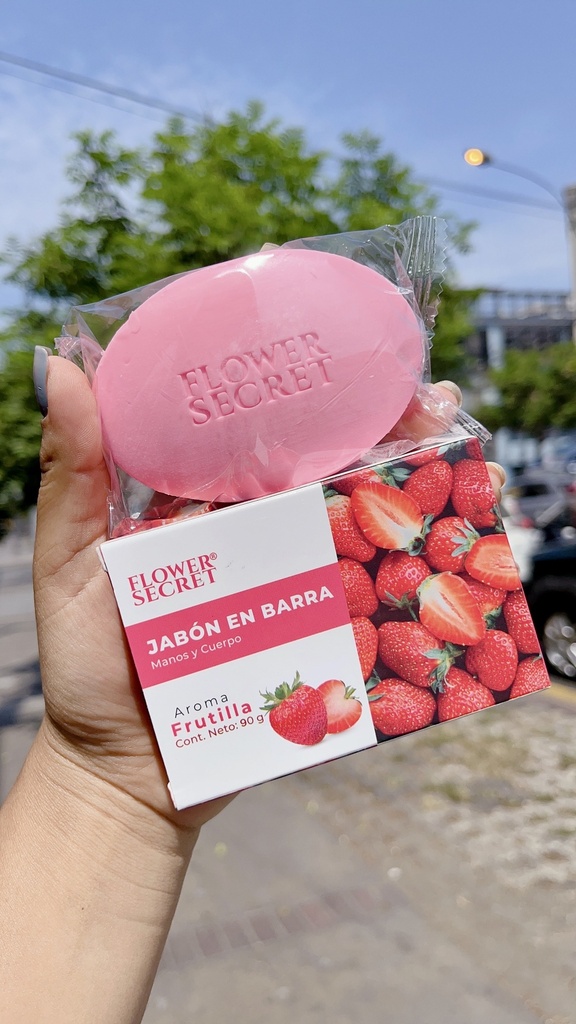 FLOWER
SECRET
FLOWER®
SECRET
JABÓN EN BARRA
Manos y Cuerpo
Aroma
Frutilla
Cont. Neto: 90 g